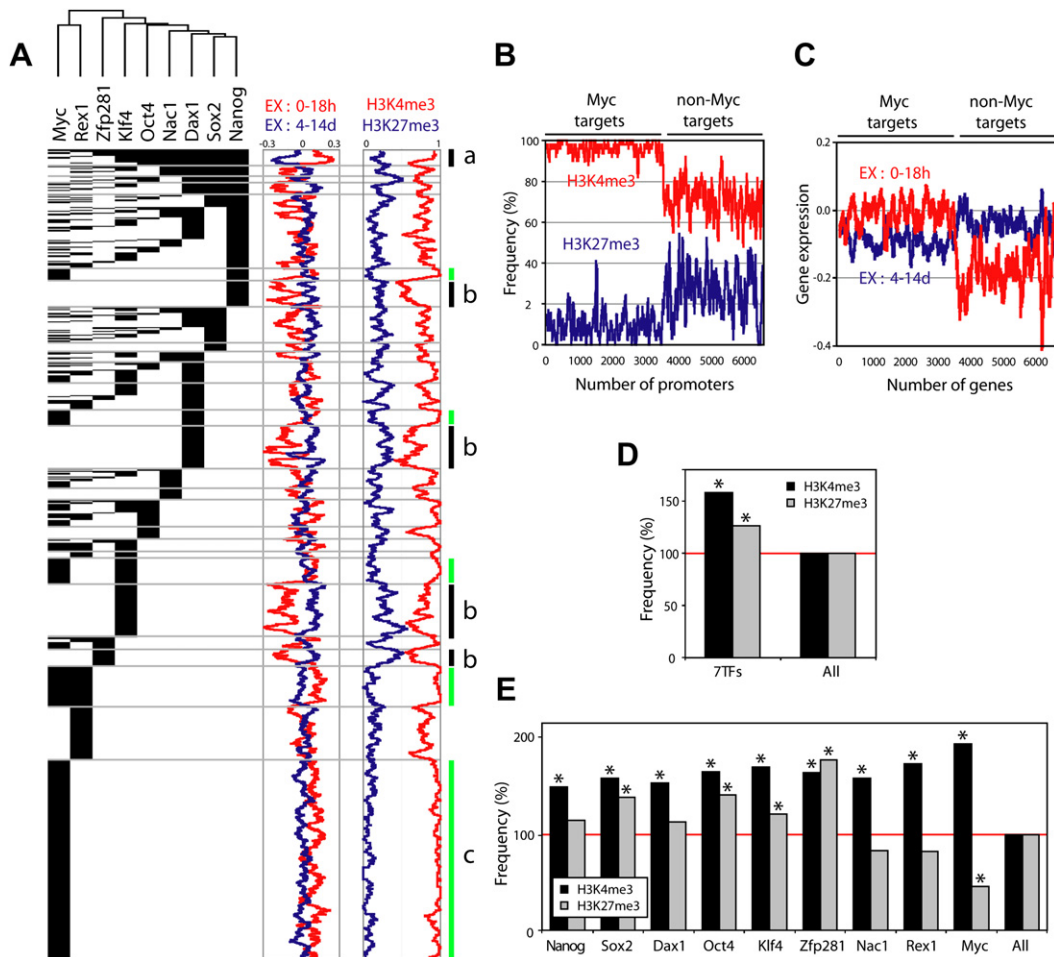 A
Myc
Rex1
Zfp281
Klf4
Oct4
Nac1
Dax1
Sox2
Nanog
EX : 0-18h
EX : 4-14d
-0.3 0 0.3
H3K4me3
H3K27me3
0 1
a
b
b
b
b
c
B
Myc targets
non-Myc targets
Frequency (%)
100
80
60
40
2
0
H3K4me3
H3K27me3
0 1000 2000 3000 4000 5000 6000
Number of promoters
C
Myc targets
non-Myc targets
Gene expression
0.2
0.0
-0.2
-0.4
EX : 0-18h
EX : 4-14d
0 1000 2000 3000 4000 5000 6000
Number of genes
D
Frequency (%)
150
100
50
0
* *
H3K4me3
H3K27me3
7TFs All
E
Frequency (%)
200
100
0
* * * * * * * * * * * * * *
H3K4me3
H3K27me3
Nanog Sox2 Dax1 Oct4 Klf4 Zfp281 Nac1 Rex1 Myc All